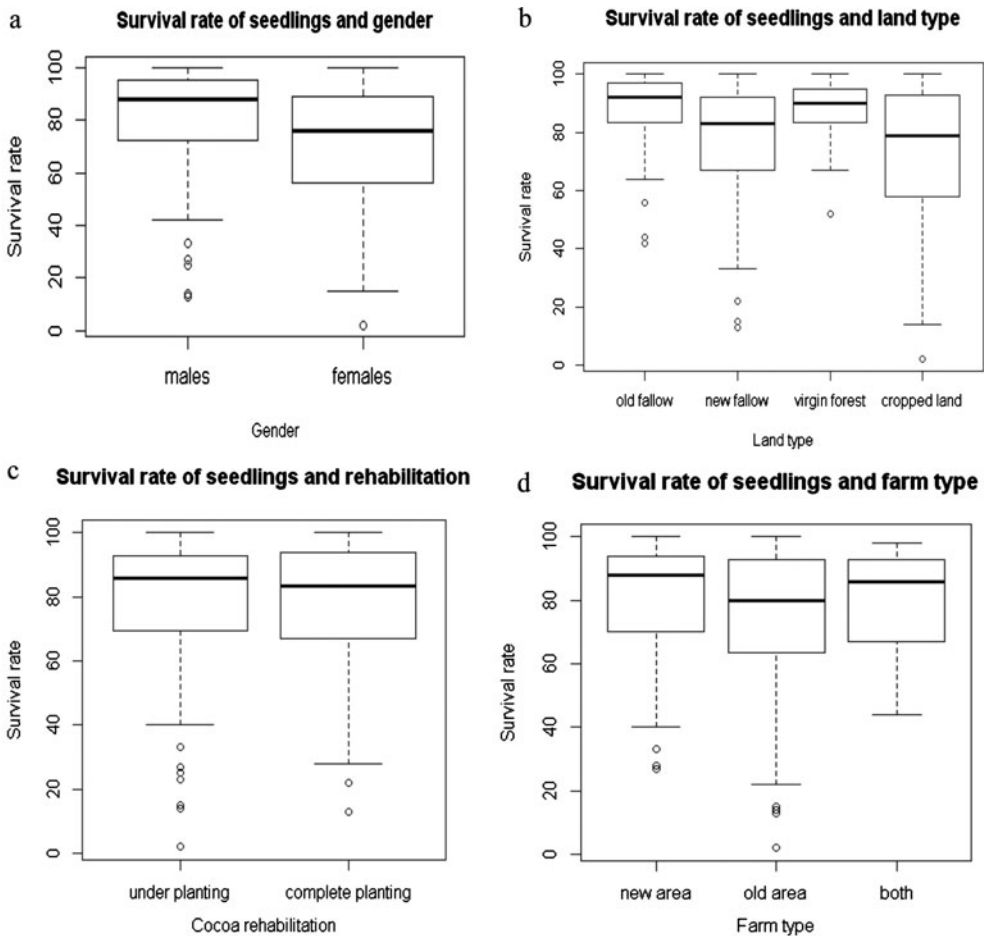 a
Survival rate of seedlings and gender
Survival rate
0
20
40
60
80
100
males females
Gender
b
Survival rate of seedlings and land type
Survival rate
0
20
40
60
80
100
old fallow new fallow virgin forest cropped land
Land type
c
Survival rate of seedlings and rehabilitation
Survival rate
0
20
40
60
80
100
under planting complete planting
Cocoa rehabilitation
d
Survival rate of seedlings and farm type
Survival rate
0
20
40
60
80
100
new area old area both
Farm type